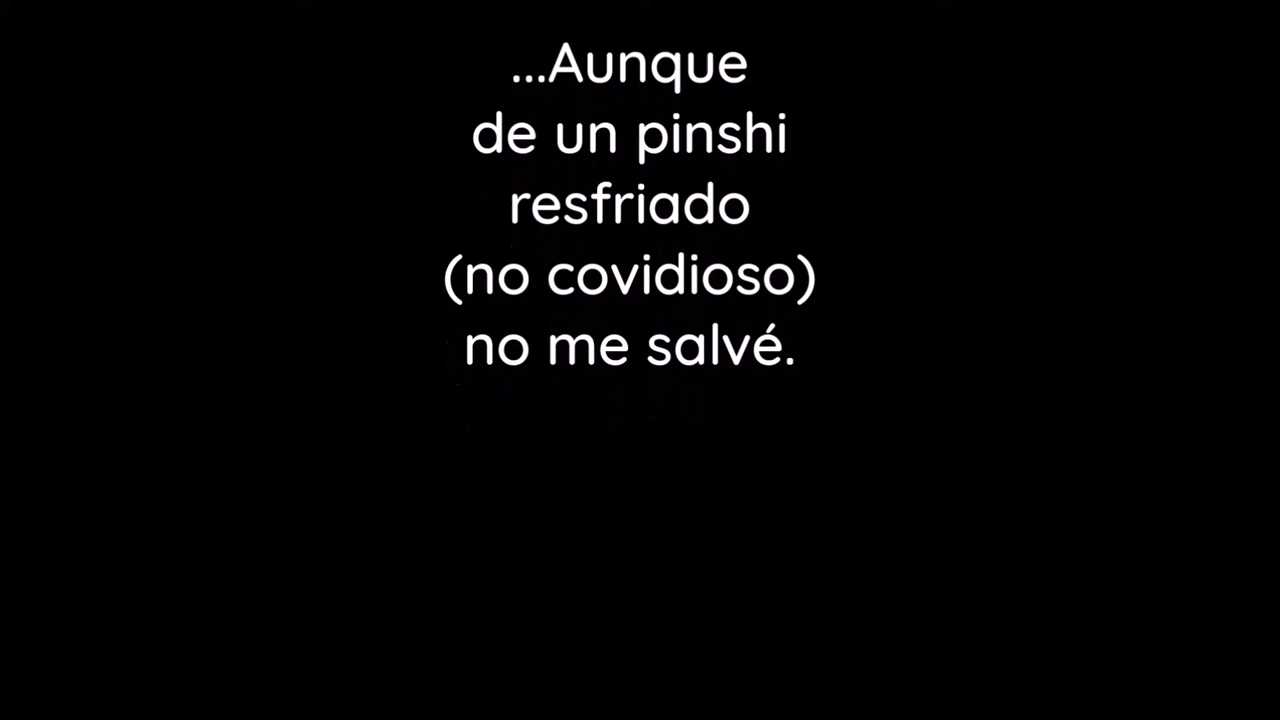 ...Aunque
de un pinshi
resfriado
(no covidioso)
no me salvé.